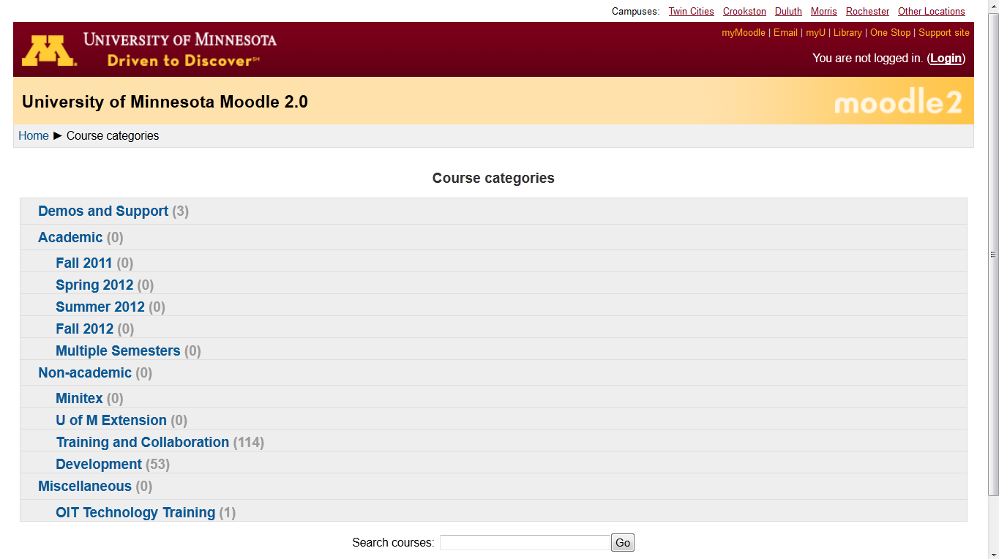 Campuses: Twin Cities Crookston Duluth Morris Rochester Other Locations
UNIVERSITY OF MINNESOTA
Driven to Discover℠
myMoodle | Email | myU | Library | One Stop | Support site
You are not logged in. (Login)
University of Minnesota Moodle 2.0
moodle2
Home ► Course categories
Course categories
Demos and Support (3)
Academic (0)
Fall 2011 (0)
Spring 2012 (0)
Summer 2012 (0)
Fall 2012 (0)
Multiple Semesters (0)
Non-academic (0)
Minitex (0)
U of M Extension (0)
Training and Collaboration (114)
Development (53)
Miscellaneous (0)
OIT Technology Training (1)
Search courses: Go